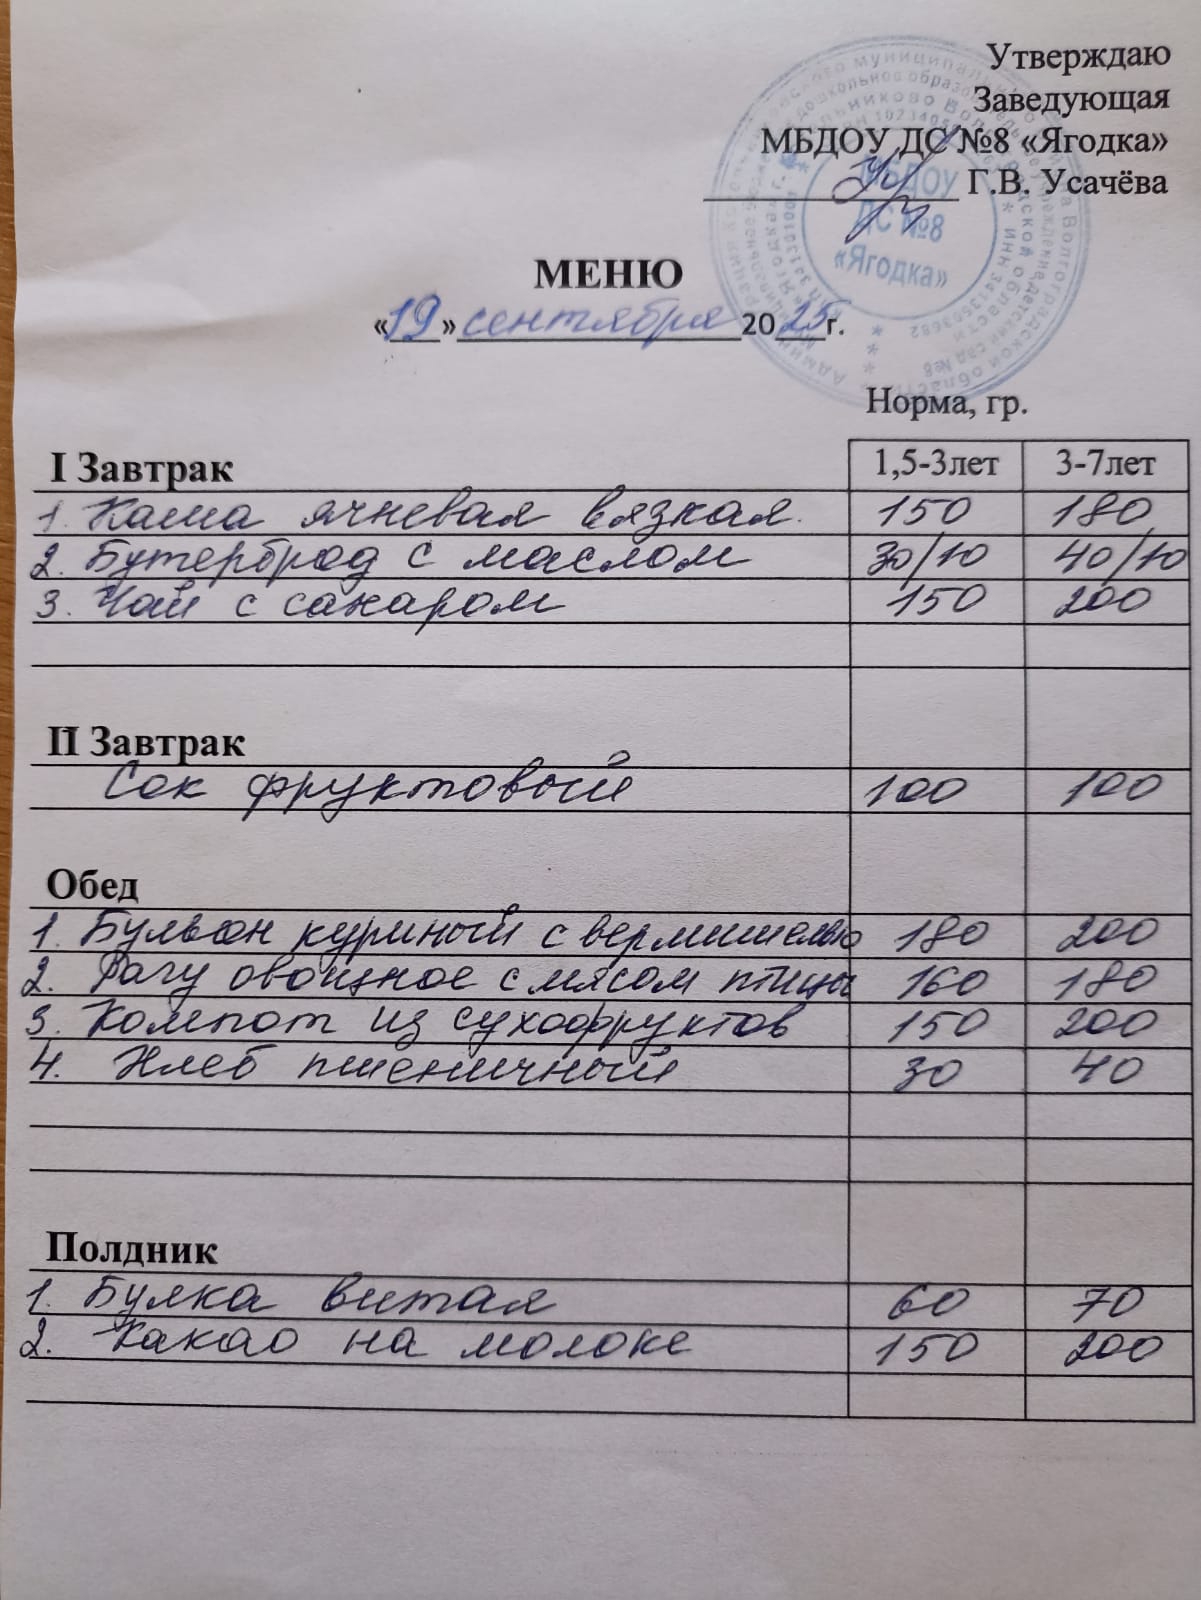 Утверждаю
Заведующая
МБДОУ ДС №8 «Ягодка»
Г.В. Усачёва
МБДОУ
ДС №8
«Ягодка»
МЕНЮ
«19» сентября 2025г.
Норма, гр.
I Завтрак 1,5-3лет 3-7лет
1. Каша ячневая вязкая. 150 180
2. Бутерброд с маслом 30/10 40/10
3. Чай с сахаром 150 200
II Завтрак
Сок фруктовый 100 100
Обед
1. Бульон куриный с вермишелью 180 200
2. Рагу овощное с мясом птицы 160 180
3. Компот из сухофруктов 150 200
4. Хлеб пшеничный 30 40
Полдник
1. Булка витая 60 70
2. Какао на молоке 150 200